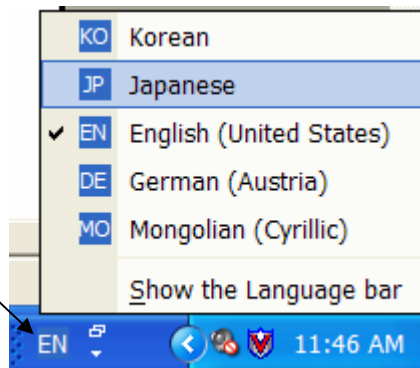 KO Korean
JP Japanese
EN English (United States)
DE German (Austria)
MO Mongolian (Cyrillic)
Show the Language bar
EN 11:46 AM